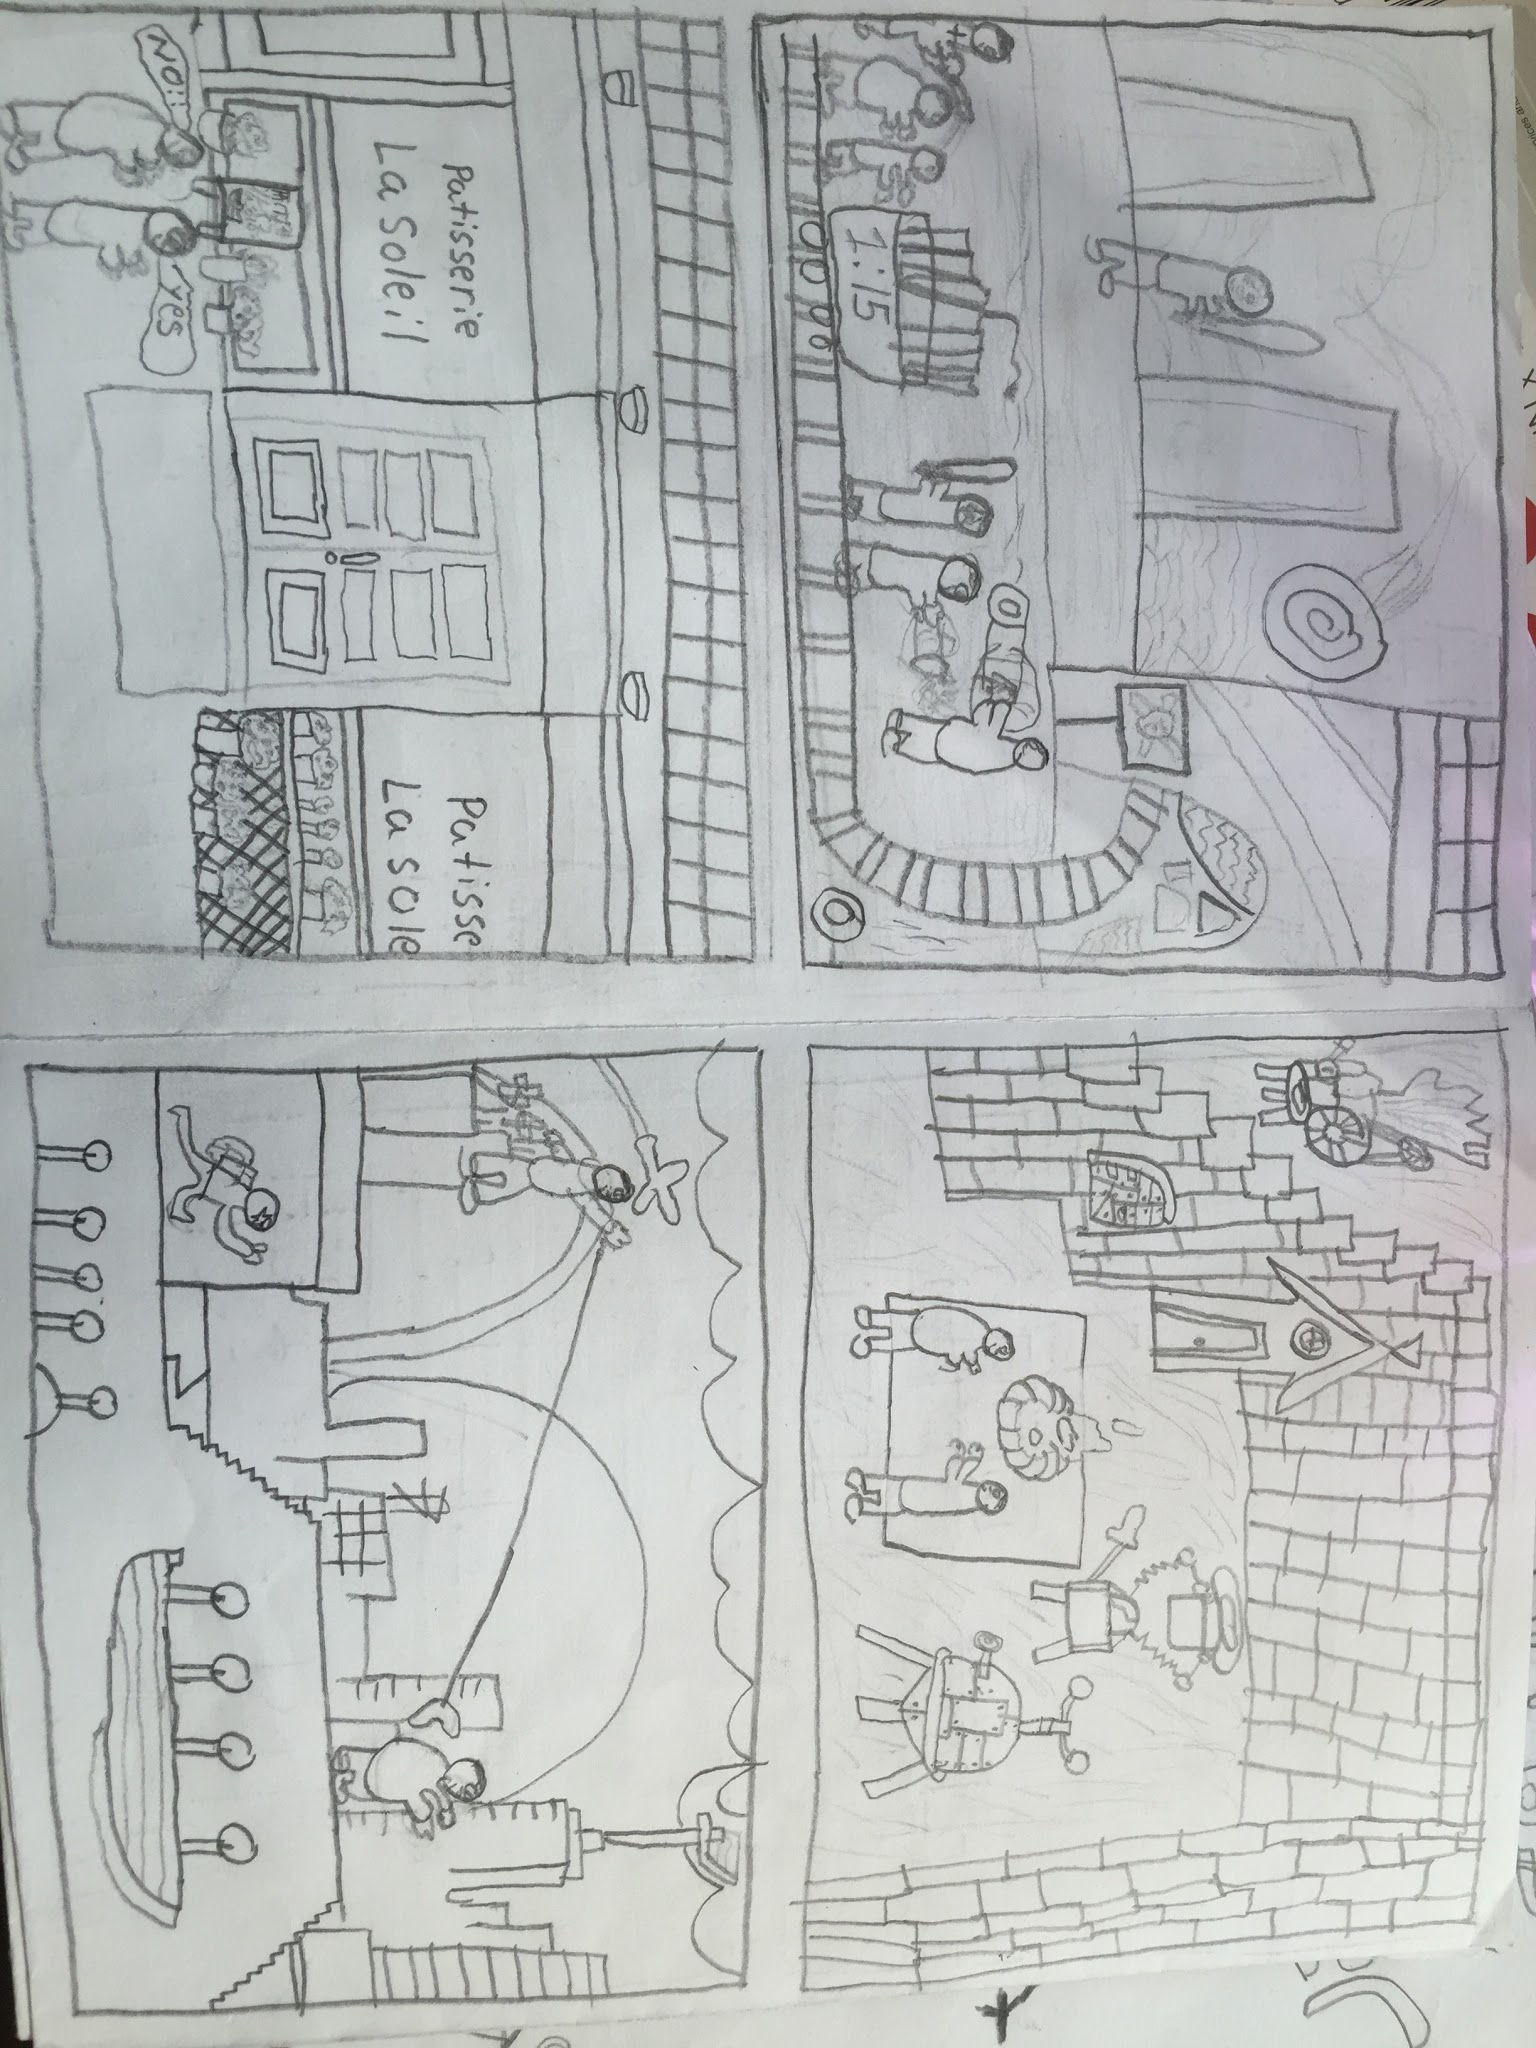 1:15
Patisserie
La soleil
Patisse
La sole
NO!!
Yes